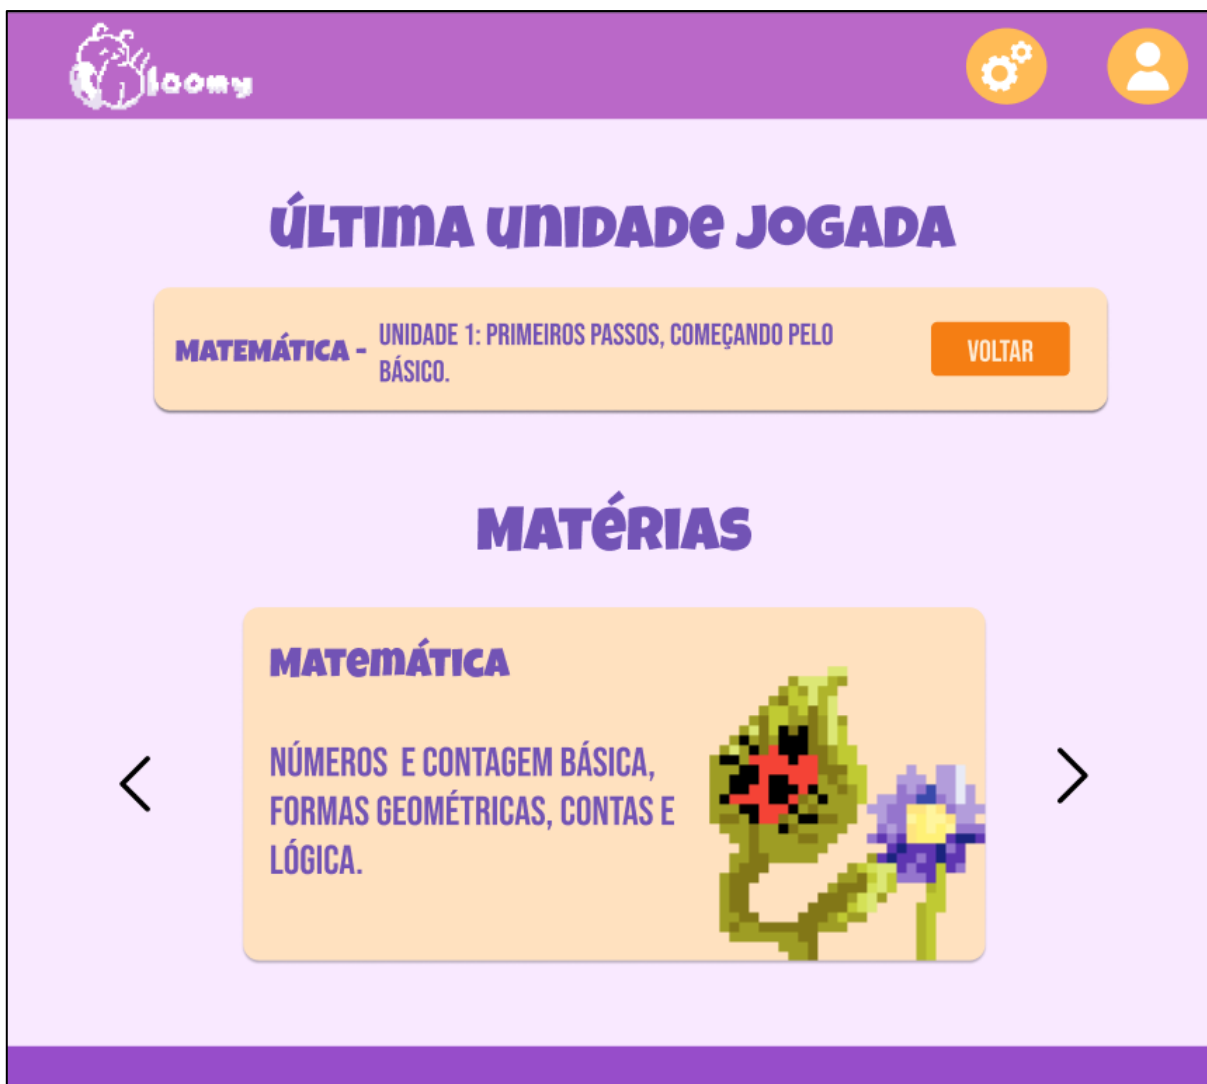 Bloomy
Última unidade jogada
MATEMÁTICA - UNIDADE 1: PRIMEIROS PASSOS, COMEÇANDO PELO
BÁSICO.
VOLTAR
Matérias
Matemática
NÚMEROS E CONTAGEM BÁSICA,
FORMAS GEOMÉTRICAS, CONTAS E
LÓGICA.